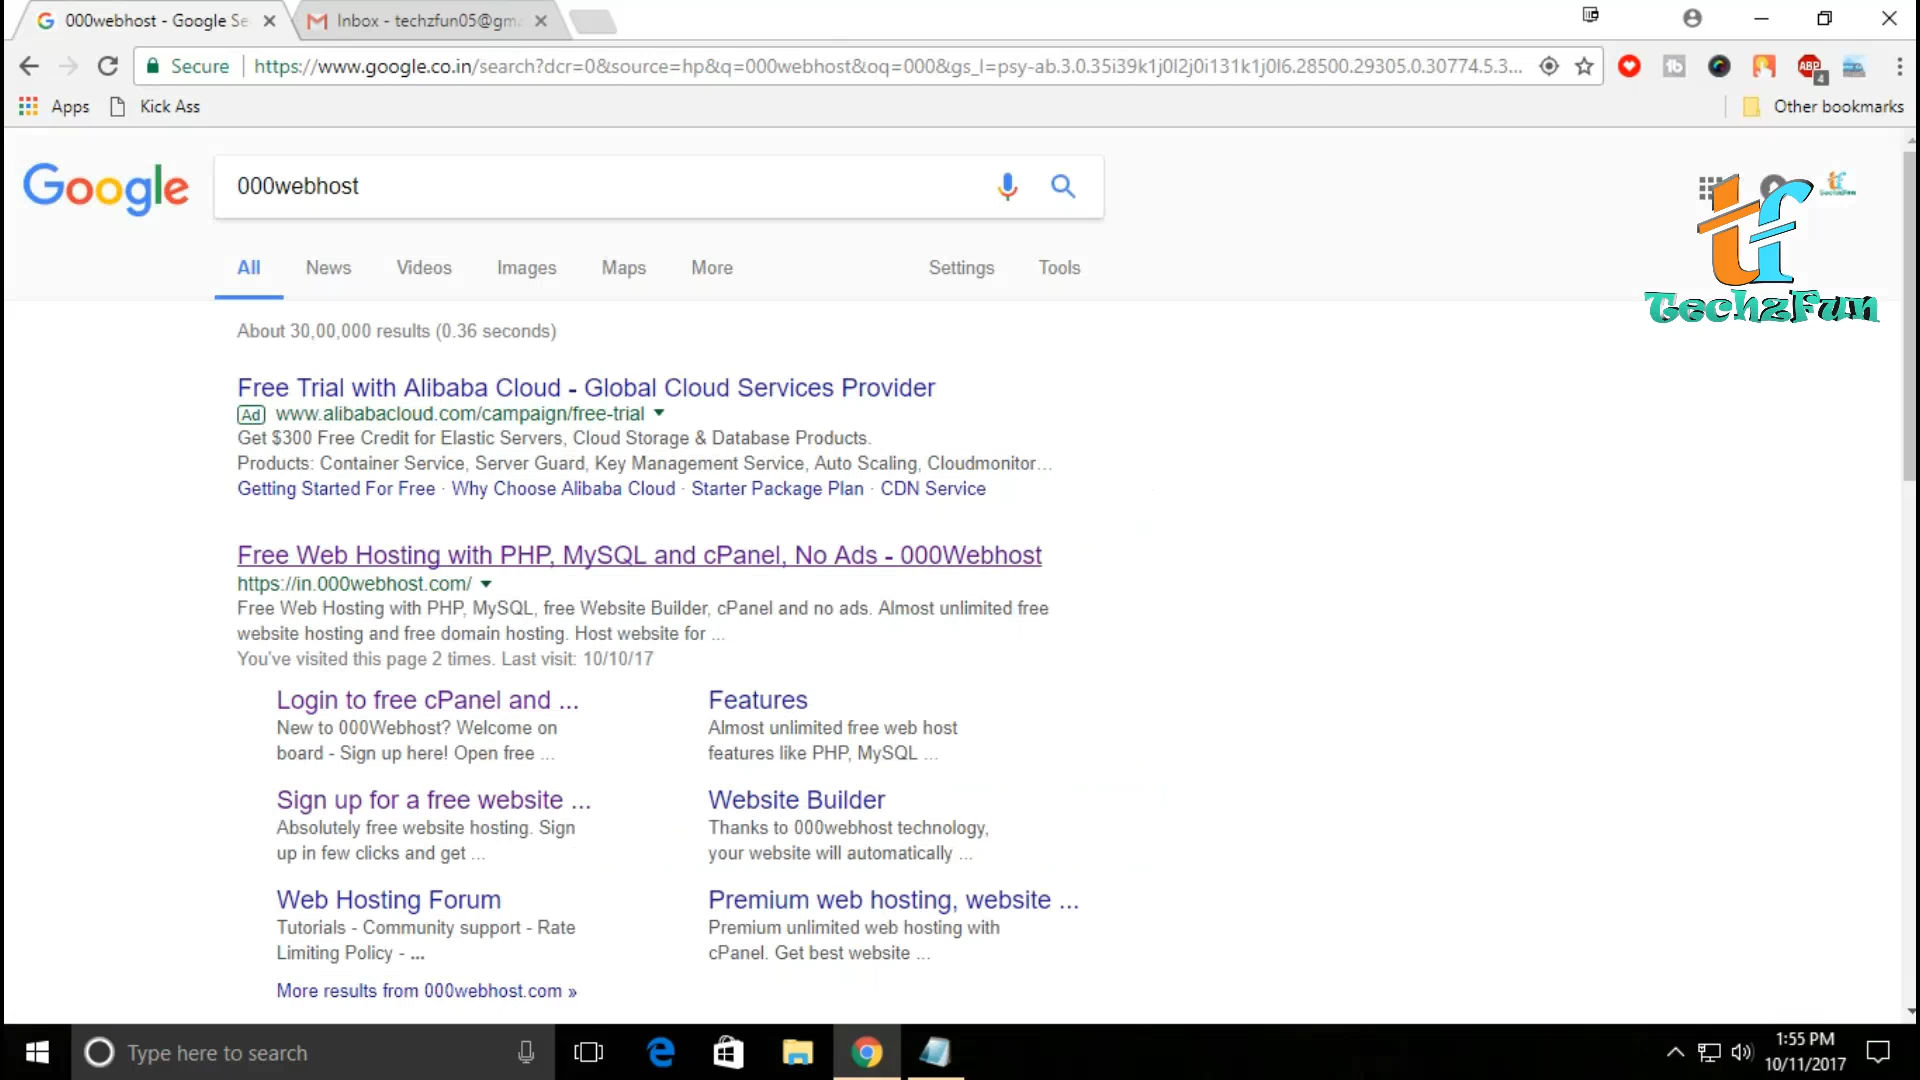 000webhost - Google Se
Inbox - techzfun05@gma
Secure
https://www.google.co.in/search?dcr=0&source=hp&q=000webhost&oq=000&gs_l=psy-ab.3.0.35i39k1j0l2j0i131k1j0l6.28500.29305.0.30774.5.3...
ABP
4
Apps
Kick Ass
Other bookmarks
Google
000webhost
tf
TechzFun
All
News
Videos
Images
Maps
More
Settings
Tools
About 30,00,000 results (0.36 seconds)
Free Trial with Alibaba Cloud - Global Cloud Services Provider
Ad www.alibabacloud.com/campaign/free-trial
Get $300 Free Credit for Elastic Servers, Cloud Storage & Database Products.
Products: Container Service, Server Guard, Key Management Service, Auto Scaling, Cloudmonitor…
Getting Started For Free · Why Choose Alibaba Cloud · Starter Package Plan · CDN Service
Free Web Hosting with PHP, MySQL and cPanel, No Ads - 000Webhost
https://in.000webhost.com/
Free Web Hosting with PHP, MySQL, free Website Builder, cPanel and no ads. Almost unlimited free
website hosting and free domain hosting. Host website for ...
You've visited this page 2 times. Last visit: 10/10/17
Login to free cPanel and ...
New to 000Webhost? Welcome on
board - Sign up here! Open free ...
Features
Almost unlimited free web host
features like PHP, MySQL ...
Sign up for a free website ...
Absolutely free website hosting. Sign
up in few clicks and get ...
Website Builder
Thanks to 000webhost technology,
your website will automatically ...
Web Hosting Forum
Tutorials - Community support - Rate
Limiting Policy - ...
Premium web hosting, website ...
Premium unlimited web hosting with
cPanel. Get best website ...
More results from 000webhost.com »
Type here to search
1:55 PM
10/11/2017